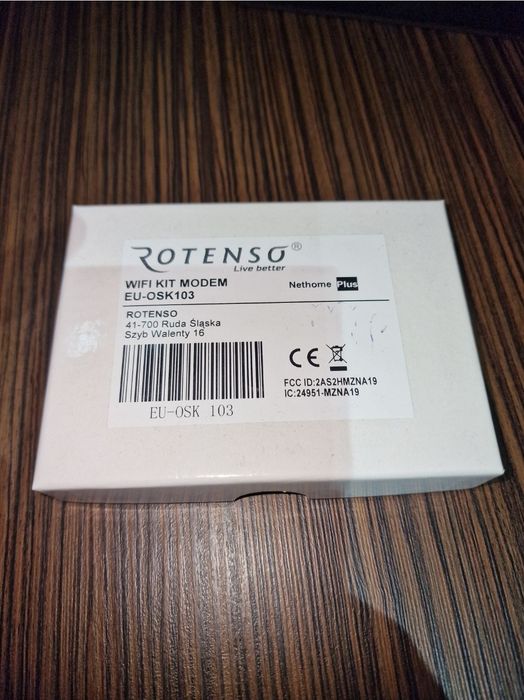 ROTENSO®
Live better
WIFI KIT MODEM
EU-OSK103
Nethome Plus
ROTENSO
41-700 Ruda Śląska
Szyb Walenty 16
CE
FCC ID:2AS2HMZNA19
IC:24951-MZNA19
EU-OSK 103